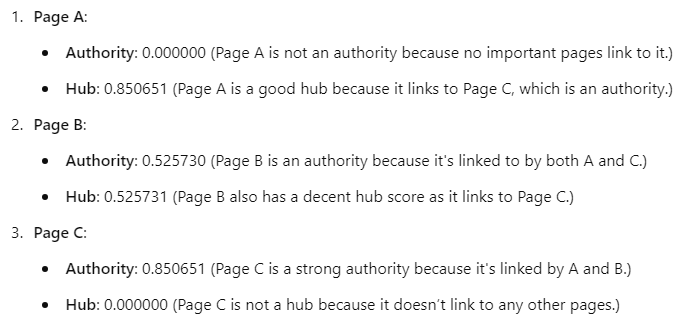 1. Page A:
• Authority: 0.000000 (Page A is not an authority because no important pages link to it.)
• Hub: 0.850651 (Page A is a good hub because it links to Page C, which is an authority.)
2. Page B:
• Authority: 0.525730 (Page B is an authority because it's linked to by both A and C.)
• Hub: 0.525731 (Page B also has a decent hub score as it links to Page C.)
3. Page C:
• Authority: 0.850651 (Page C is a strong authority because it's linked by A and B.)
• Hub: 0.000000 (Page C is not a hub because it doesn't link to any other pages.)